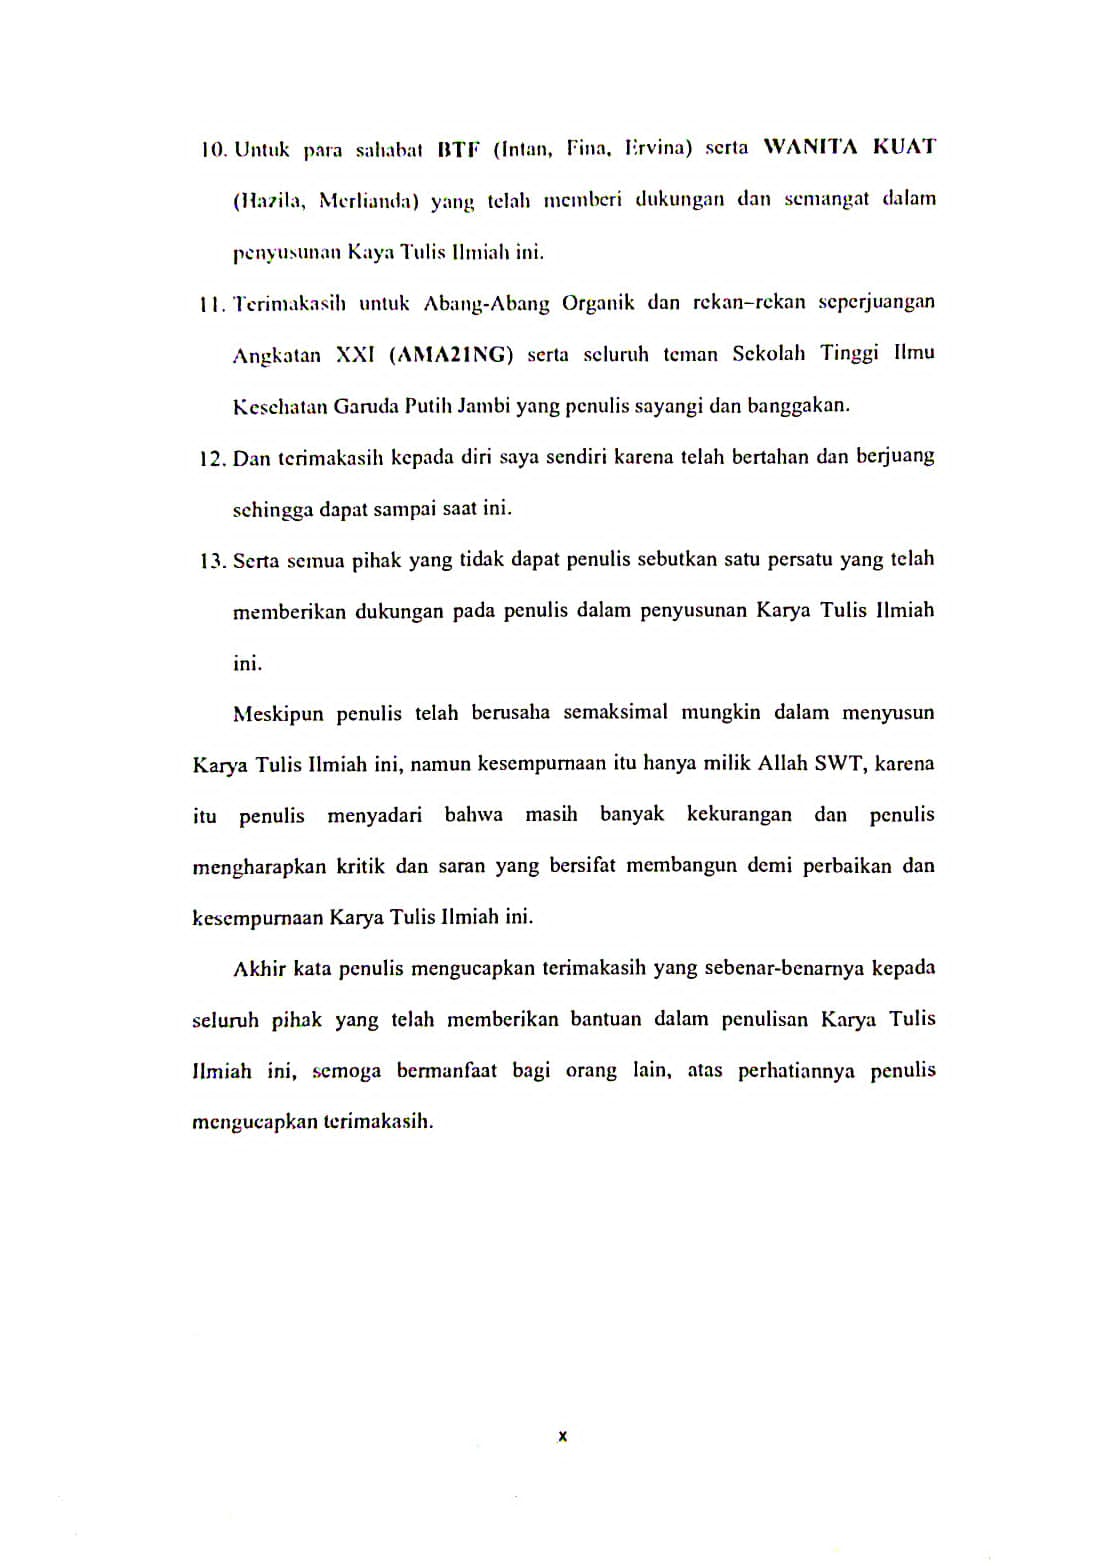 10. Untuk para sahabat BTF (Intan, Fina, Ervina) serta WANITA KUAT
(Hazila, Merlianda) yang telah memberi dukungan dan semangat dalam
penyusunan Kaya Tulis Ilmiah ini.
11. Terimakasih untuk Abang-Abang Organik dan rekan–rekan seperjuangan
Angkatan XXI (AMA21NG) serta seluruh teman Sekolah Tinggi Ilmu
Kesehatan Garuda Putih Jambi yang penulis sayangi dan banggakan.
12. Dan terimakasih kepada diri saya sendiri karena telah bertahan dan berjuang
sehingga dapat sampai saat ini.
13. Serta semua pihak yang tidak dapat penulis sebutkan satu persatu yang telah
memberikan dukungan pada penulis dalam penyusunan Karya Tulis Ilmiah
ini.
Meskipun penulis telah berusaha semaksimal mungkin dalam menyusun
Karya Tulis Ilmiah ini, namun kesempurnaan itu hanya milik Allah SWT, karena
itu penulis menyadari bahwa masih banyak kekurangan dan penulis
mengharapkan kritik dan saran yang bersifat membangun demi perbaikan dan
kesempurnaan Karya Tulis Ilmiah ini.
Akhir kata penulis mengucapkan terimakasih yang sebenar-benarnya kepada
seluruh pihak yang telah memberikan bantuan dalam penulisan Karya Tulis
Ilmiah ini, semoga bermanfaat bagi orang lain, atas perhatiannya penulis
mengucapkan terimakasih.
x